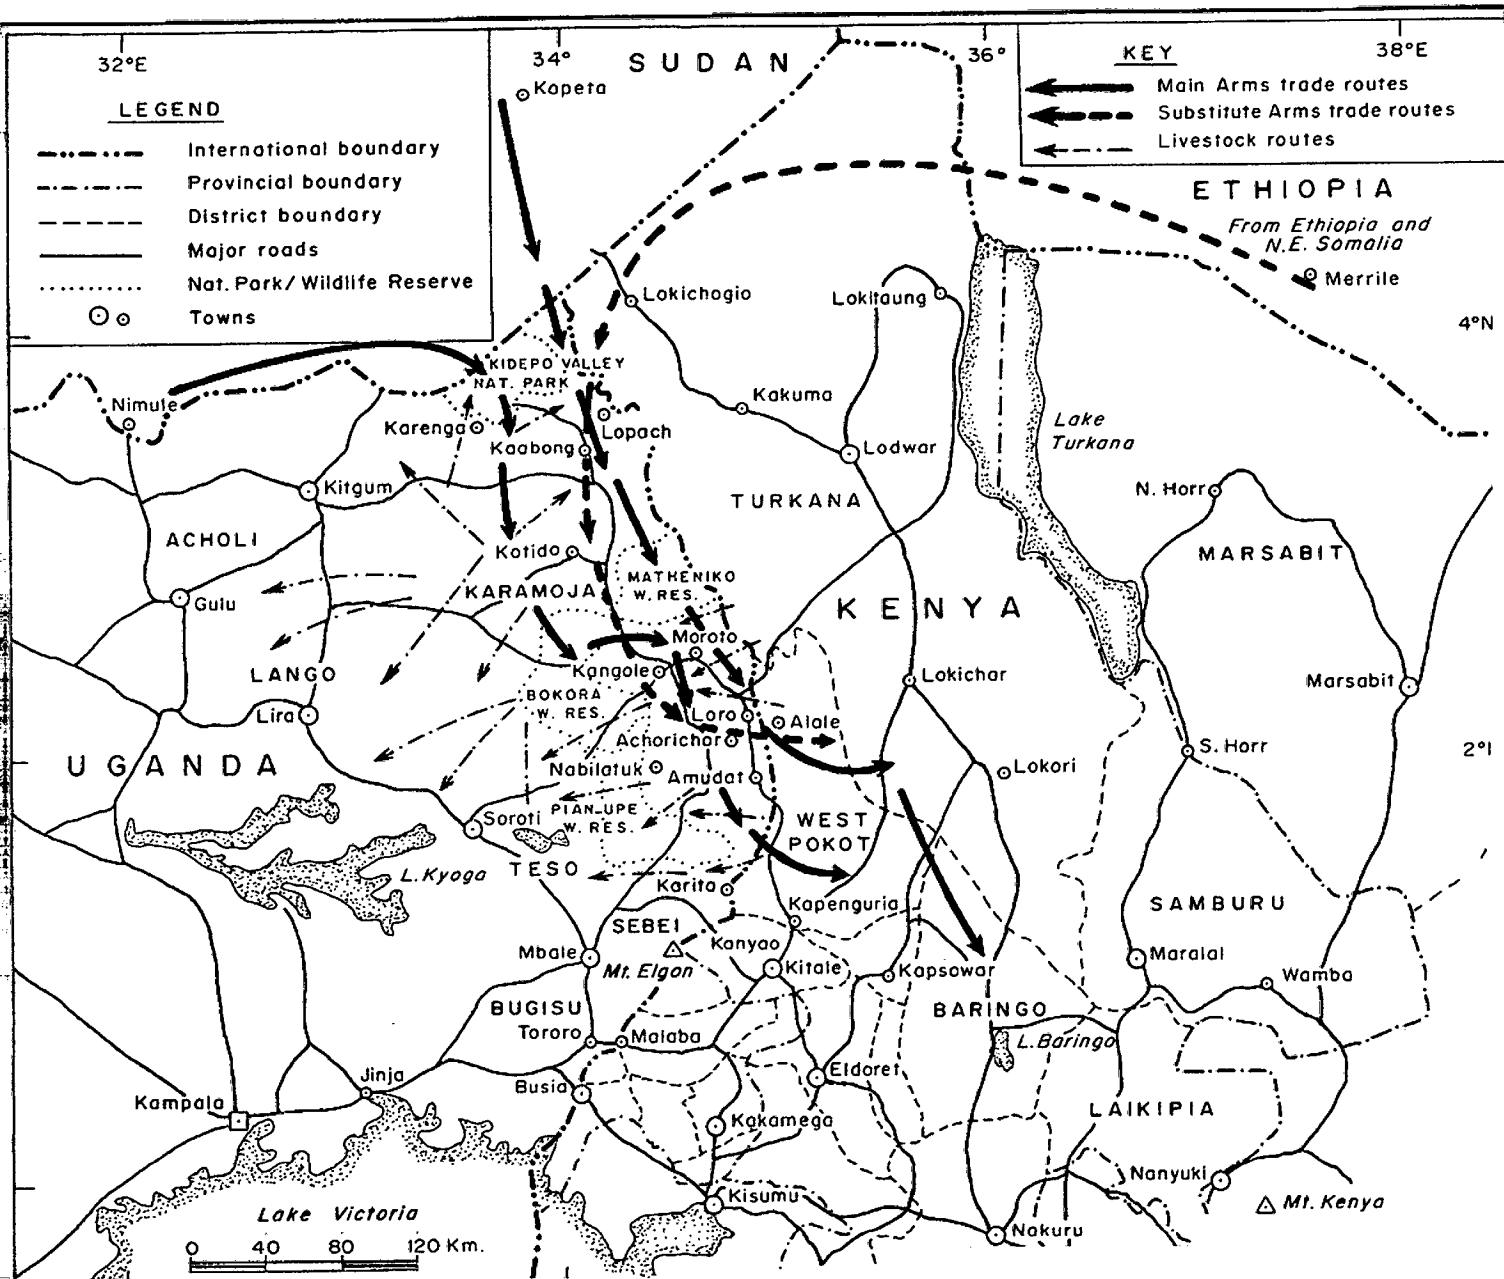 32°E
34°
36°
38°E
SUDAN
Kapeta
LEGEND
International boundary
Provincial boundary
District boundary
Major roads
Nat. Park/Wildlife Reserve
Towns
KEY
Main Arms trade routes
Substitute Arms trade routes
Livestock routes
ETHIOPIA
From Ethiopia and
N.E. Somalia
Merrile
Lokichogio
Lokitaung
4°N
KIDEPO VALLEY
NAT. PARK
Nimule
Karenga
Lopach
Kaabong
Kakuma
Lake
Turkana
Lodwar
Kitgum
TURKANA
N. Horr
ACHOLI
Kotido
MARSABIT
MATHENIKO
W. RES.
KARAMOJA
Gulu
KENYA
Moroto
LANGO
Kangole
Lokichar
Marsabit
BOKORA
W. RES.
Lira
Loro
Alale
Achorichar
S. Horr
2°I
UGANDA
Nabilatuk
Amudat
Lokori
PIAN-UPE
W. RES.
Soroti
WEST
POKOT
TESO
L. Kyoga
Karita
Kapenguria
SAMBURU
SEBEI
Kanyao
Mbale
Mt. Elgon
Kitale
Kapsowar
Maralal
Wamba
BUGISU
BARINGO
Tororo
Malaba
L. Baringo
Jinja
Busia
Eldoret
Kampala
Kakamega
LAIKIPIA
Nanyuki
Kisumu
Mt. Kenya
Lake Victoria
Nakuru
0 40 80 120 Km.